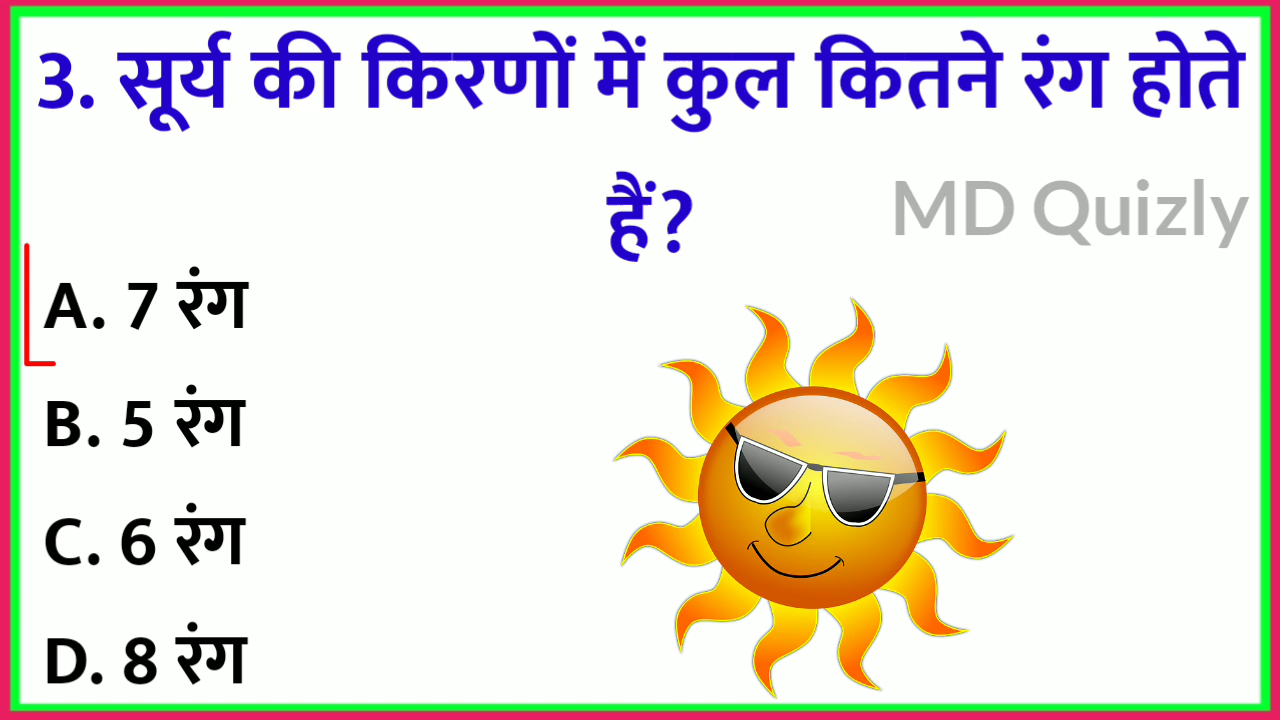 3. सूर्य की किरणों में कुल कितने रंग होते
हैं?
MD Quizly
A. 7 रंग
B. 5 रंग
C. 6 रंग
D. 8 रंग